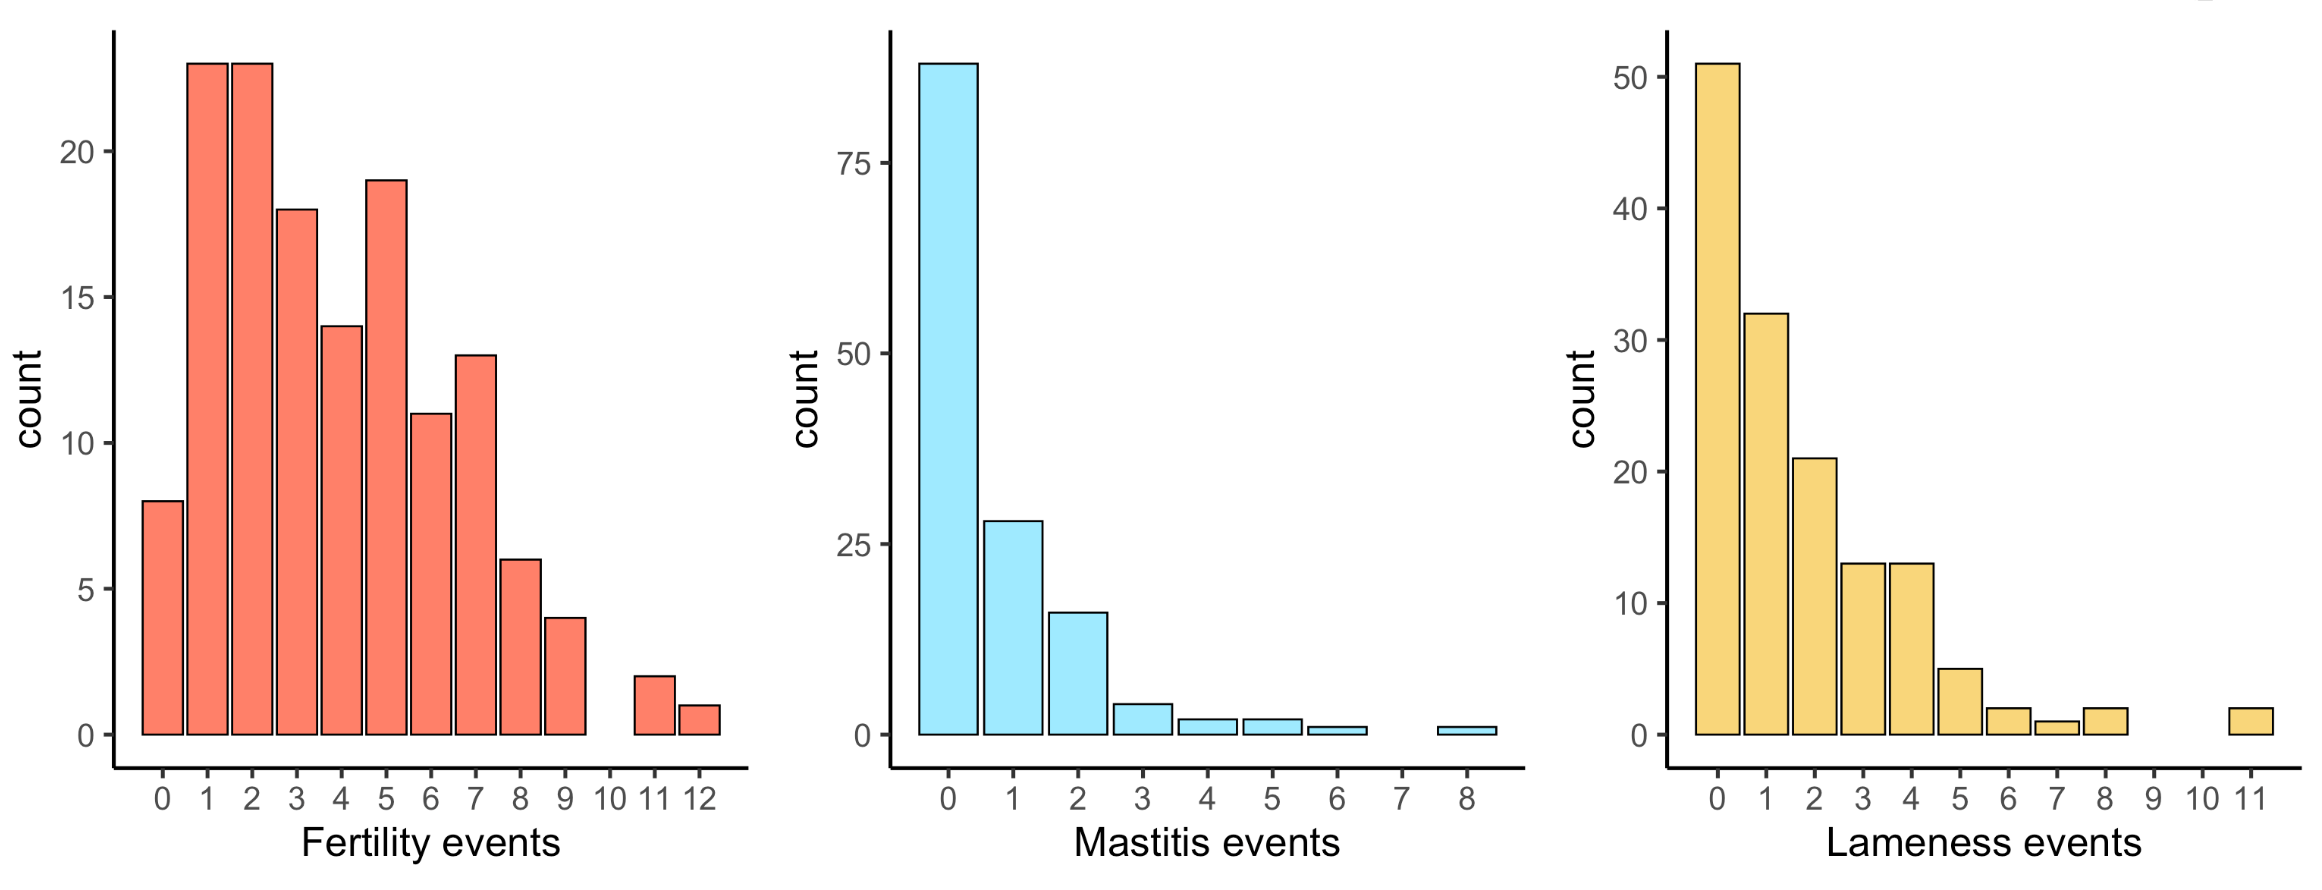 count
20
15
10
5
0
0 1 2 3 4 5 6 7 8 9 10 11 12
Fertility events
count
75
50
25
0
0 1 2 3 4 5 6 7 8
Mastitis events
count
50
40
30
20
10
0
0 1 2 3 4 5 6 7 8 9 10 11
Lameness events